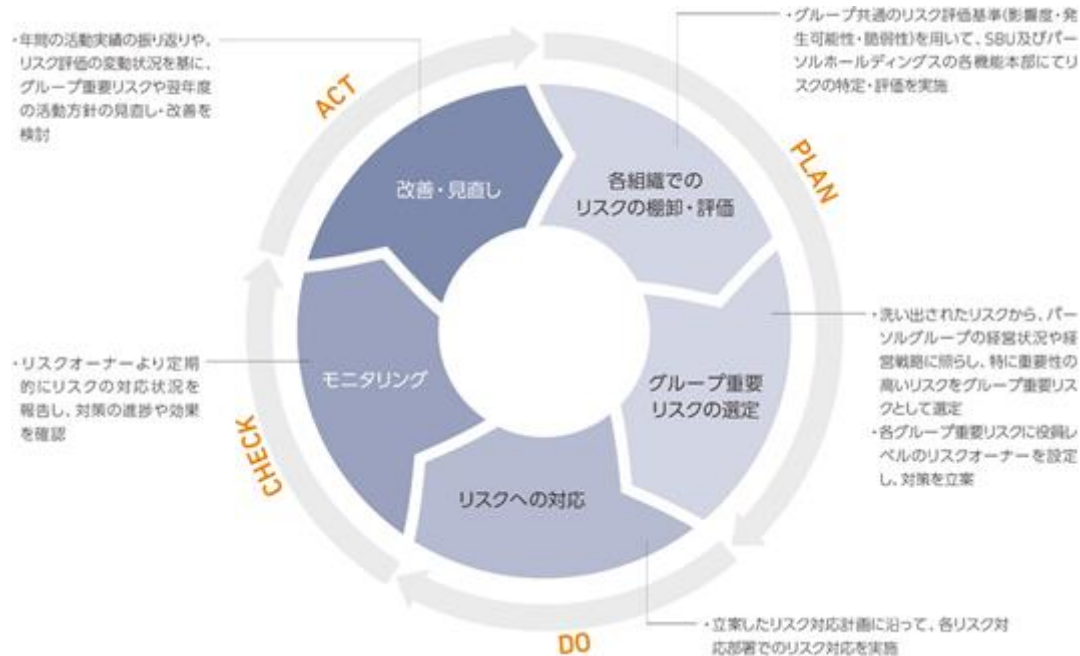 ・年間の活動実績の振り返りや、
リスク評価の変動状況を基に、
グループ重要リスクや翌年度
の活動方針の見直し・改善を
検討
ACT
改善・見直し
・グループ共通のリスク評価基準(影響度・発
生可能性・脆弱性)を用いて、SBU及びパー
ソルホールディングスの各機能本部にてリ
スクの特定・評価を実施
PLAN
各組織での
リスクの棚卸・評価
・洗い出されたリスクから、パー
ソルグループの経営状況や経
営戦略に照らし、特に重要性の
高いリスクをグループ重要リス
クとして選定
・各グループ重要リスクに役員レ
ベルのリスクオーナーを設定
し、対策を立案
グループ重要
リスクの選定
リスクへの対応
・立案したリスク対応計画に沿って、各リスク対
応部署でのリスク対応を実施
DO
モニタリング
・リスクオーナーより定期
的にリスクの対応状況を
報告し、対策の進捗や効果
を確認
CHECK